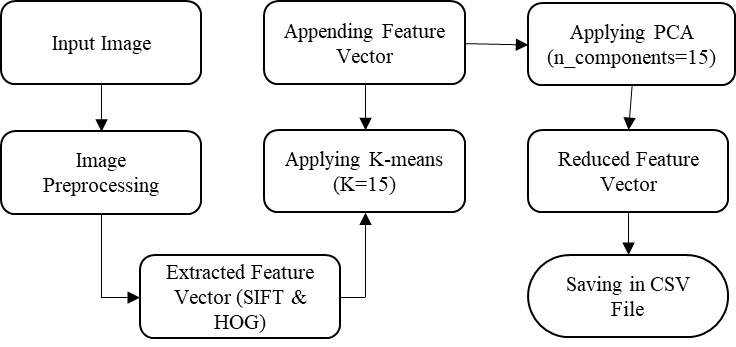 Input Image
Image
Preprocessing
Extracted Feature
Vector (SIFT &
HOG)
Applying K-means
(K=15)
Appending Feature
Vector
Applying PCA
(n_components=15)
Reduced Feature
Vector
Saving in CSV
File